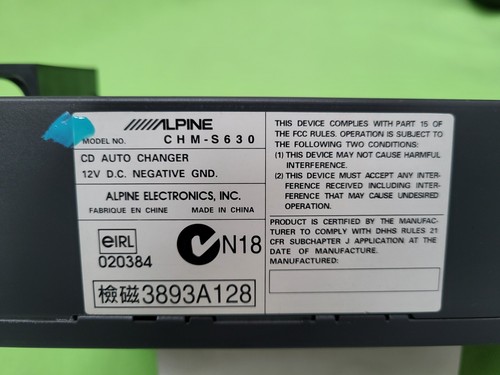 ALPINE
MODEL NO. CHM-S630
CD AUTO CHANGER
12V D.C. NEGATIVE GND.
ALPINE ELECTRONICS, INC.
FABRIQUE EN CHINE MADE IN CHINA
eIRL
020384
N18
檢磁3893A128
THIS DEVICE COMPLIES WITH PART 15 OF
THE FCC RULES. OPERATION IS SUBJECT TO
THE FOLLOWING TWO CONDITIONS:
(1) THIS DEVICE MAY NOT CAUSE HARMFUL
INTERFERENCE.
(2) THIS DEVICE MUST ACCEPT ANY INTER-
FERENCE RECEIVED INCLUDING INTER-
FERENCE THAT MAY CAUSE UNDESIRED
OPERATION.
PRODUCT IS CERTIFIED BY THE MANUFAC-
TURER TO COMPLY WITH DHHS RULES 21
CFR SUBCHAPTER J APPLICATION AT THE
DATE OF MANUFACTURE.
MANUFACTURED: